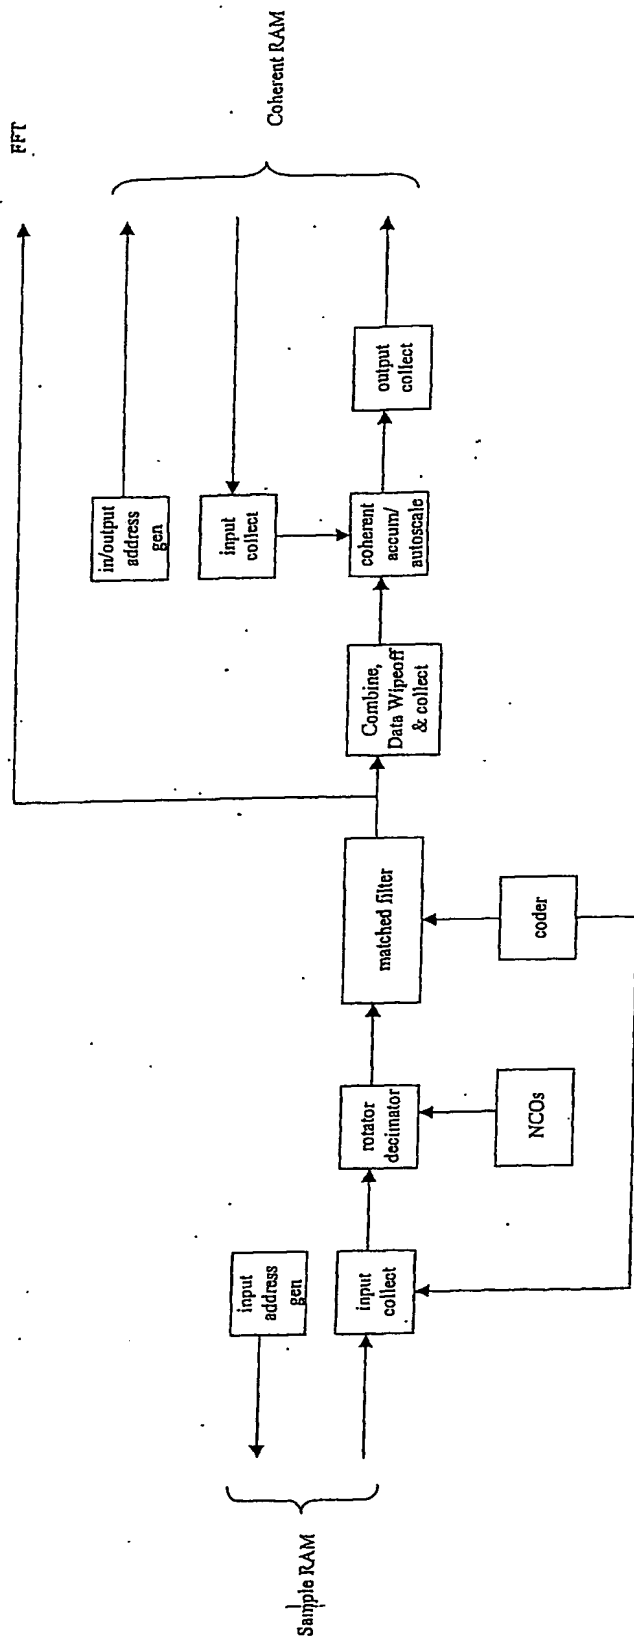 Sample RAM
input
address
gen
input
collect
rotator
decimator
NCOs
matched filter
coder
Combine,
Data Wipeoff
& collect
in/output
address
gen
input
collect
coherent
accum/
autoscale
output
collect
Coherent RAM
FFT